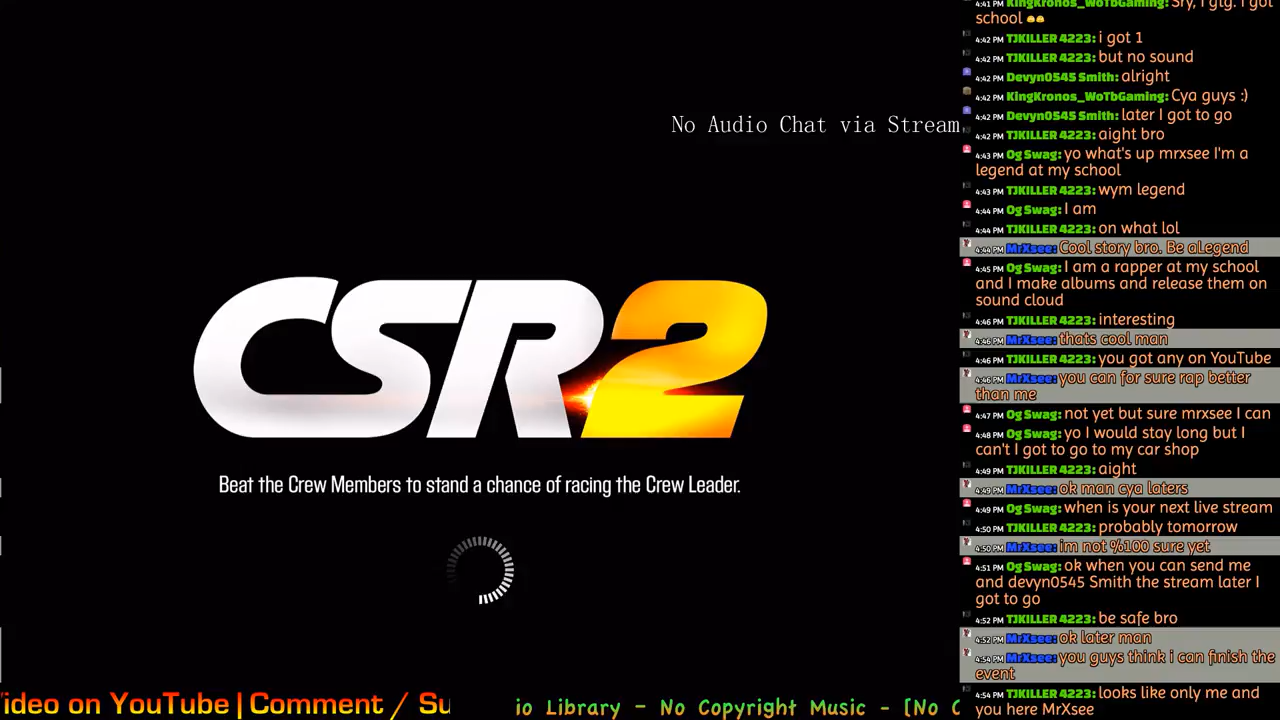 No Audio Chat via Stream
CSR2
Beat the Crew Members to stand a chance of racing the Crew Leader.
ideo on YouTube | Comment / Su
io Library - No Copyright Music - [No C
4:41 PM KingKronos_WoTbGaming: Sry, I gtg. I got
school
4:42 PM TJKILLER 4223: i got 1
4:42 PM TJKILLER 4223: but no sound
4:42 PM Devyn0545 Smith: alright
4:42 PM KingKronos_WoTbGaming: Cya guys :)
4:42 PM Devyn0545 Smith: later I got to go
4:42 PM TJKILLER 4223: aight bro
4:43 PM Og Swag: yo what's up mrxsee I'm a
legend at my school
4:43 PM TJKILLER 4223: wym legend
4:44 PM Og Swag: I am
4:44 PM TJKILLER 4223: on what lol
4:44 PM MrXsee: Cool story bro. Be aLegend
4:45 PM Og Swag: I am a rapper at my school
and I make albums and release them on
sound cloud
4:46 PM TJKILLER 4223: interesting
4:46 PM MrXsee: thats cool man
4:46 PM TJKILLER 4223: you got any on YouTube
4:46 PM MrXsee: you can for sure rap better
than me
4:47 PM Og Swag: not yet but sure mrxsee I can
4:48 PM Og Swag: yo I would stay long but I
can't I got to go to my car shop
4:49 PM TJKILLER 4223: aight
4:49 PM MrXsee: ok man cya laters
4:49 PM Og Swag: when is your next live stream
4:50 PM TJKILLER 4223: probably tomorrow
4:50 PM MrXsee: im not %100 sure yet
4:51 PM Og Swag: ok when you can send me
and devyn0545 Smith the stream later I
got to go
4:52 PM TJKILLER 4223: be safe bro
4:52 PM MrXsee: ok later man
4:54 PM MrXsee: you guys think i can finish the
event
4:54 PM TJKILLER 4223: looks like only me and
you here MrXsee